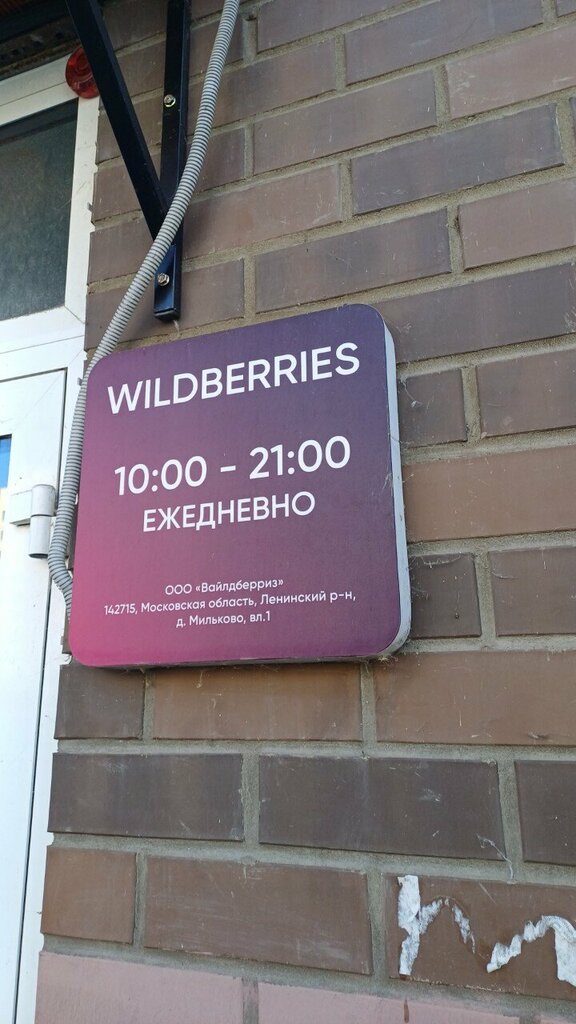 WILDBERRIES
10:00 - 21:00
ЕЖЕДНЕВНО
ООО «Вайлдберриз»
142715, Московская область, Ленинский р-н,
д. Мильково, вл.1